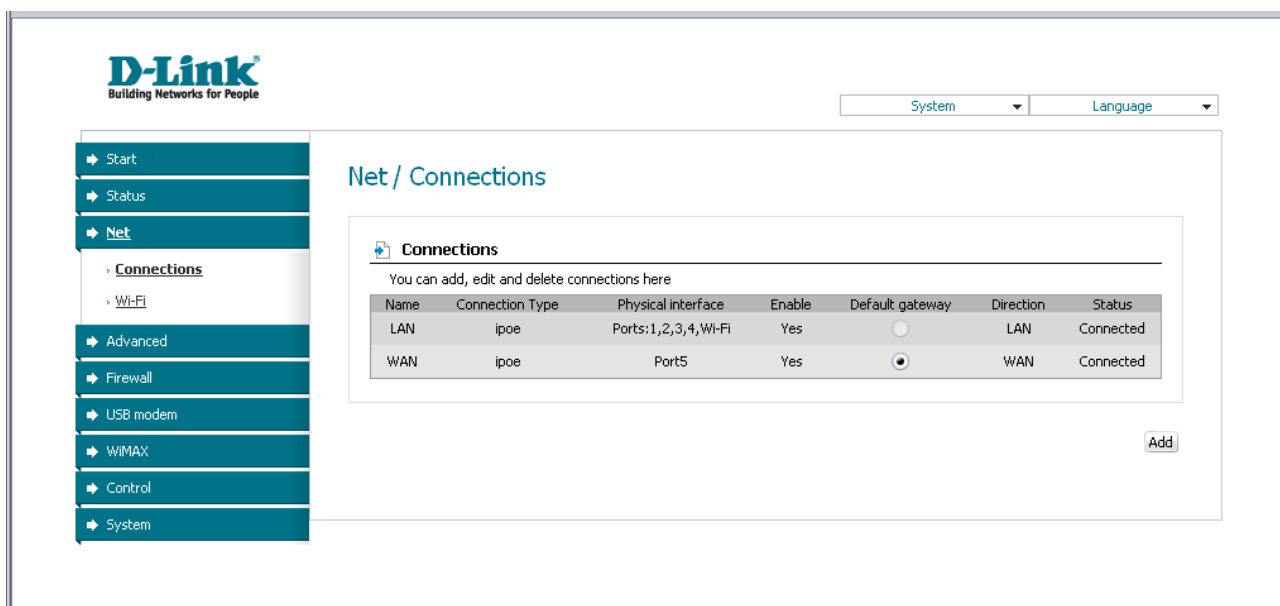 D-Link
Building Networks for People
System Language
Start
Status
Net
Connections
Wi-Fi
Advanced
Firewall
USB modem
WiMAX
Control
System
Net / Connections
Connections
You can add, edit and delete connections here
Name Connection Type Physical interface Enable Default gateway Direction Status
LAN ipoe Ports:1,2,3,4,Wi-Fi Yes LAN Connected
WAN ipoe Port5 Yes WAN Connected
Add